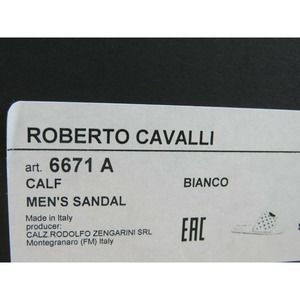 ROBERTO CAVALLI
art. 6671 A
CALF BIANCO
MEN'S SANDAL
Made in Italy
producer:
CALZ.RODOLFO ZENGARINI SRL
Montegranaro (FM) Italy
EAC